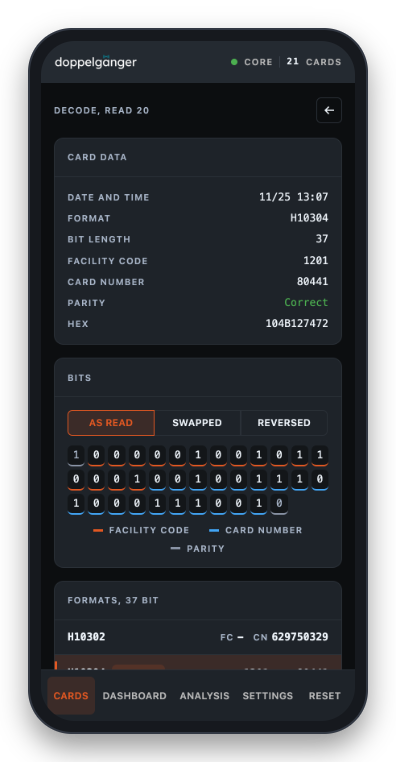 doppelgänger
CORE 21 CARDS
DECODE, READ 20
←
CARD DATA
DATE AND TIME 11/25 13:07
FORMAT H10304
BIT LENGTH 37
FACILITY CODE 1201
CARD NUMBER 80441
PARITY Correct
HEX 104B127472
BITS
AS READ SWAPPED REVERSED
1 0 0 0 0 0 1 0 0 1 0 1 1
0 0 0 1 0 0 1 0 0 1 1 1 0
1 0 0 0 1 1 1 0 0 1 0
FACILITY CODE CARD NUMBER
PARITY
FORMATS, 37 BIT
H10302 FC – CN 629750329
CARDS DASHBOARD ANALYSIS SETTINGS RESET